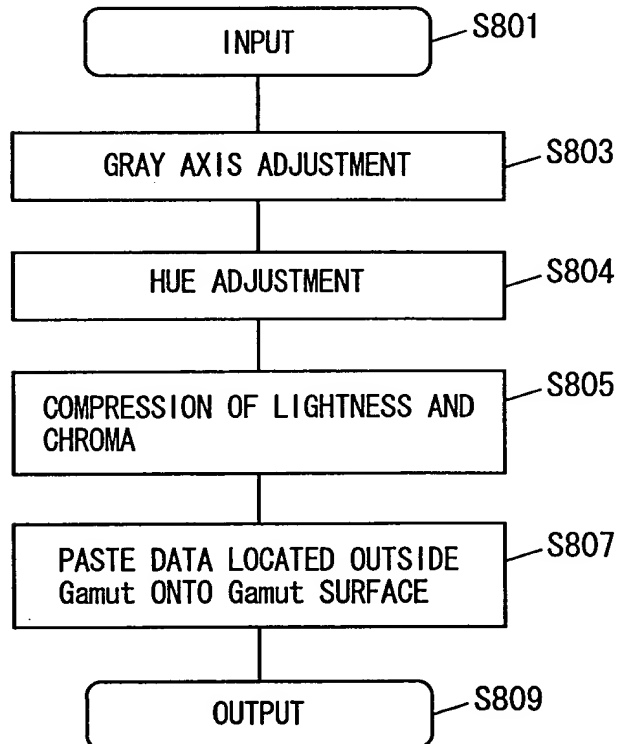 INPUT
S801
GRAY AXIS ADJUSTMENT
S803
HUE ADJUSTMENT
S804
COMPRESSION OF LIGHTNESS AND
CHROMA
S805
PASTE DATA LOCATED OUTSIDE
Gamut ONTO Gamut SURFACE
S807
OUTPUT
S809